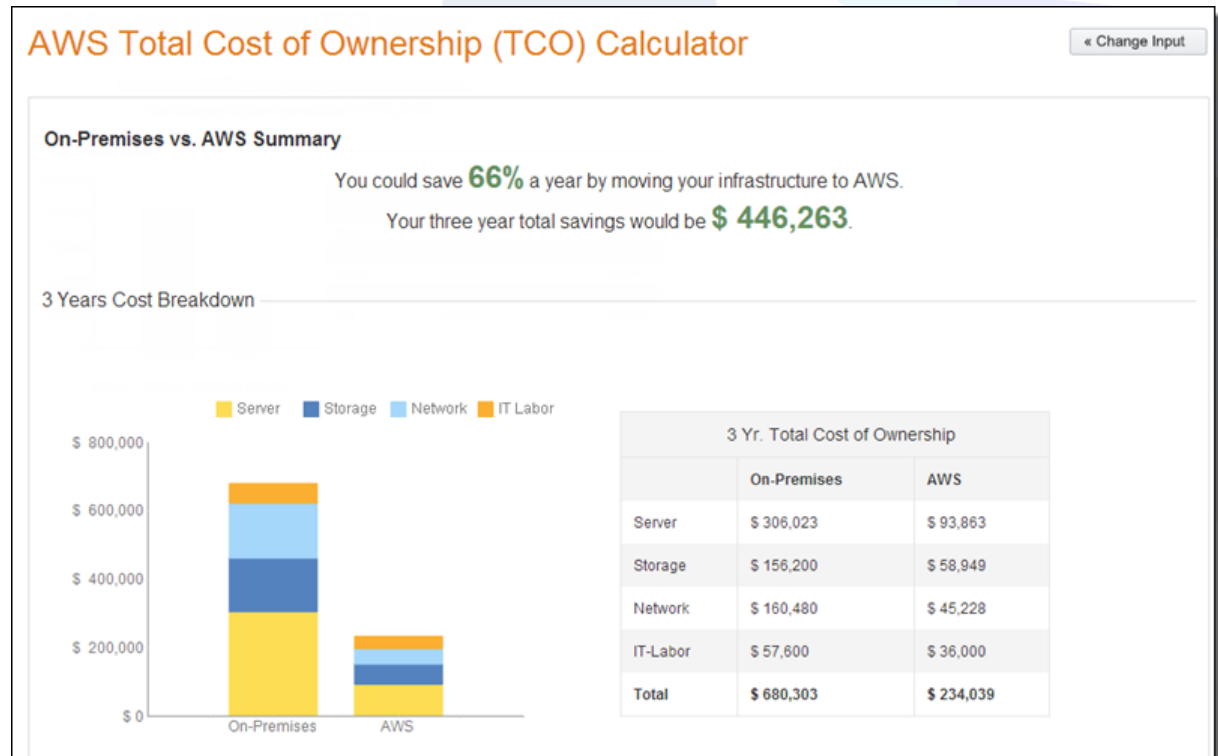 AWS Total Cost of Ownership (TCO) Calculator
« Change Input
On-Premises vs. AWS Summary
You could save 66% a year by moving your infrastructure to AWS.
Your three year total savings would be $ 446,263.
3 Years Cost Breakdown
Server Storage Network IT Labor
$ 800,000
$ 600,000
$ 400,000
$ 200,000
$ 0
On-Premises AWS
3 Yr. Total Cost of Ownership
On-Premises AWS
Server $ 306,023 $ 93,863
Storage $ 156,200 $ 58,949
Network $ 160,480 $ 45,228
IT-Labor $ 57,600 $ 36,000
Total $ 680,303 $ 234,039